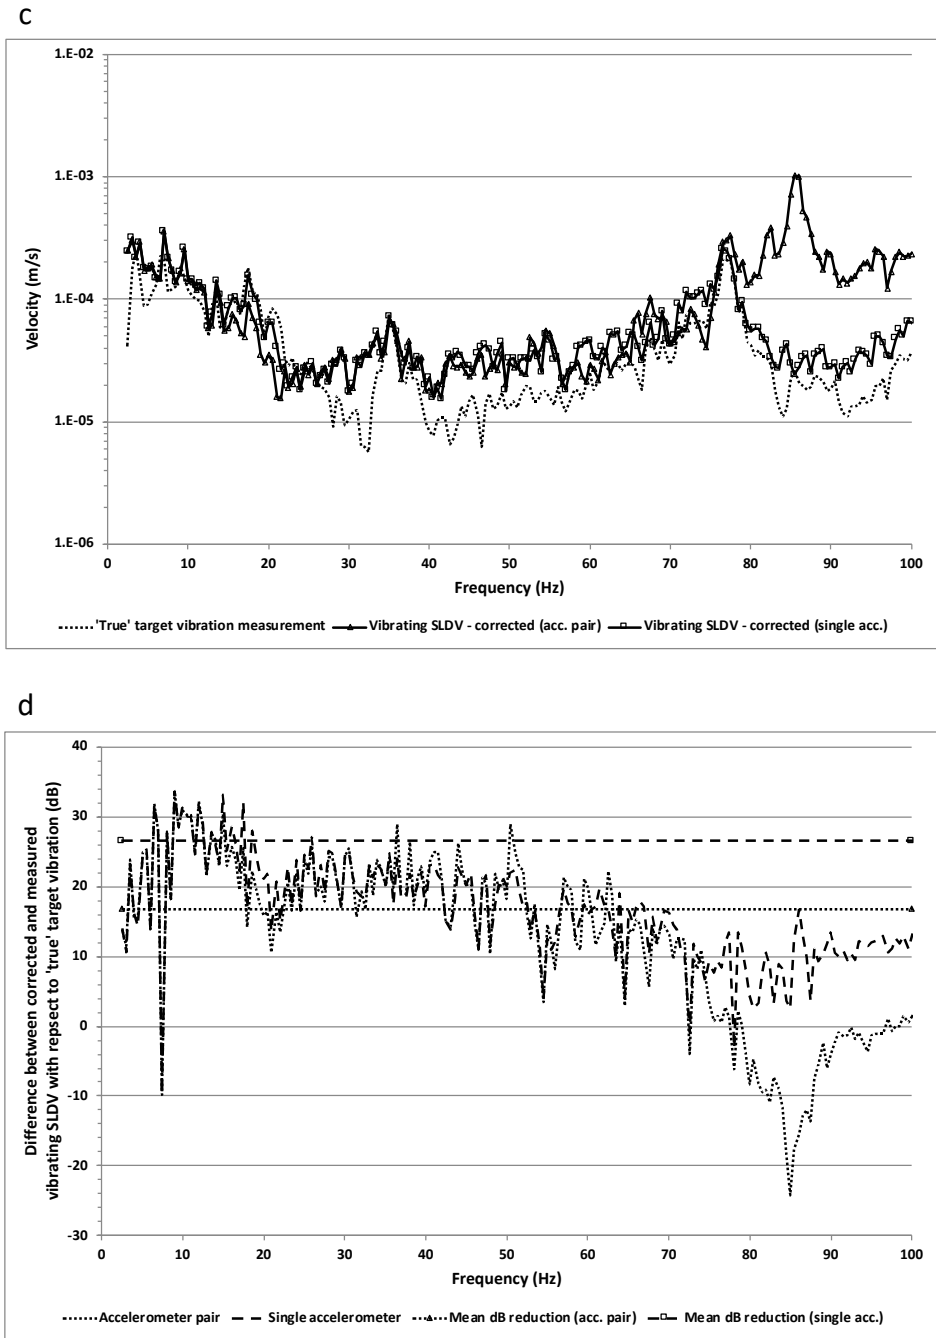 c
1.E-02
1.E-03
1.E-04
1.E-05
1.E-06
Velocity (m/s)
0 10 20 30 40 50 60 70 80 90 100
Frequency (Hz)
'True' target vibration measurement Vibrating SLDV - corrected (acc. pair) Vibrating SLDV - corrected (single acc.)
d
40
30
20
10
0
-10
-20
-30
Difference between corrected and measured
vibrating SLDV with repsect to 'true' target vibration (dB)
0 10 20 30 40 50 60 70 80 90 100
Frequency (Hz)
Accelerometer pair Single accelerometer Mean dB reduction (acc. pair) Mean dB reduction (single acc.)